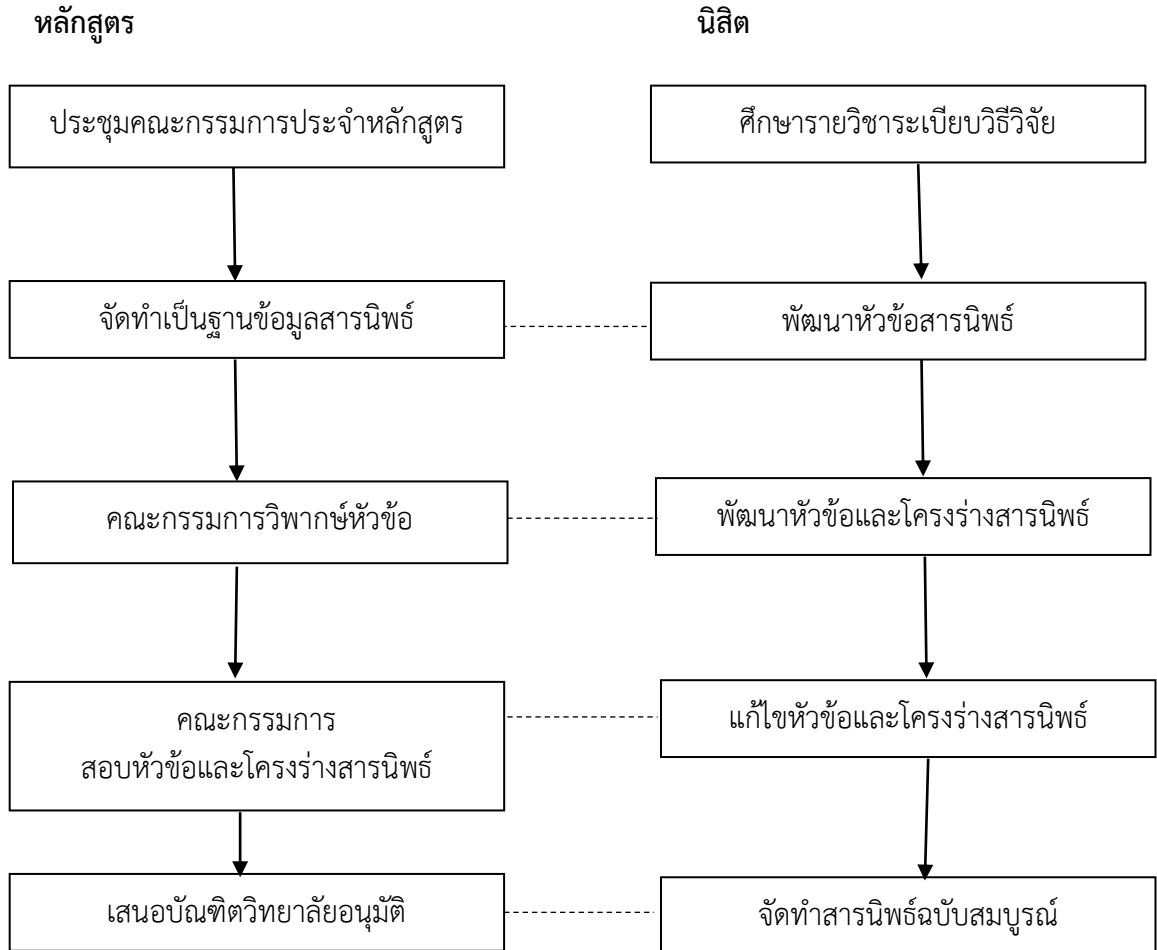 หลักสูตร
นิสิต
ประชุมคณะกรรมการประจำหลักสูตร
ศึกษารายวิชาระเบียบวิธีวิจัย
จัดทำเป็นฐานข้อมูลสารนิพธ์
พัฒนาหัวข้อสารนิพธ์
คณะกรรมการวิพากษ์หัวข้อ
พัฒนาหัวข้อและโครงร่างสารนิพธ์
คณะกรรมการ
สอบหัวข้อและโครงร่างสารนิพธ์
แก้ไขหัวข้อและโครงร่างสารนิพธ์
เสนอบัณฑิตวิทยาลัยอนุมัติ
จัดทำสารนิพธ์ฉบับสมบูรณ์